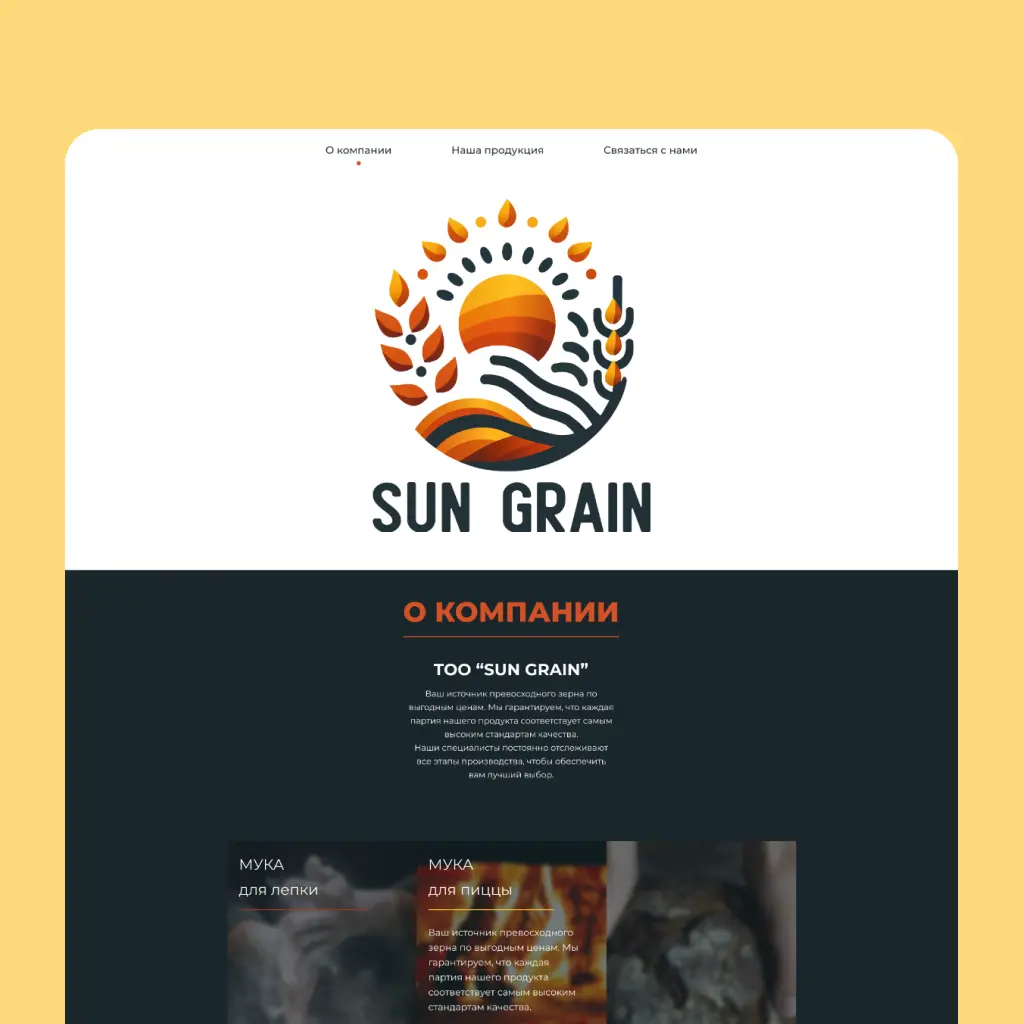 О компании
Наша продукция
Связаться с нами
SUN GRAIN
О КОМПАНИИ
ТОО “SUN GRAIN”
Ваш источник превосходного зерна по
выгодным ценам. Мы гарантируем, что каждая
партия нашего продукта соответствует самым
высоким стандартам качества.
Наши специалисты постоянно отслеживают
все этапы производства, чтобы обеспечить
вам лучший выбор.
МУКА
для лепки
МУКА
для пиццы
Ваш источник превосходного
зерна по выгодным ценам. Мы
гарантируем, что каждая
партия нашего продукта
соответствует самым высоким
стандартам качества.